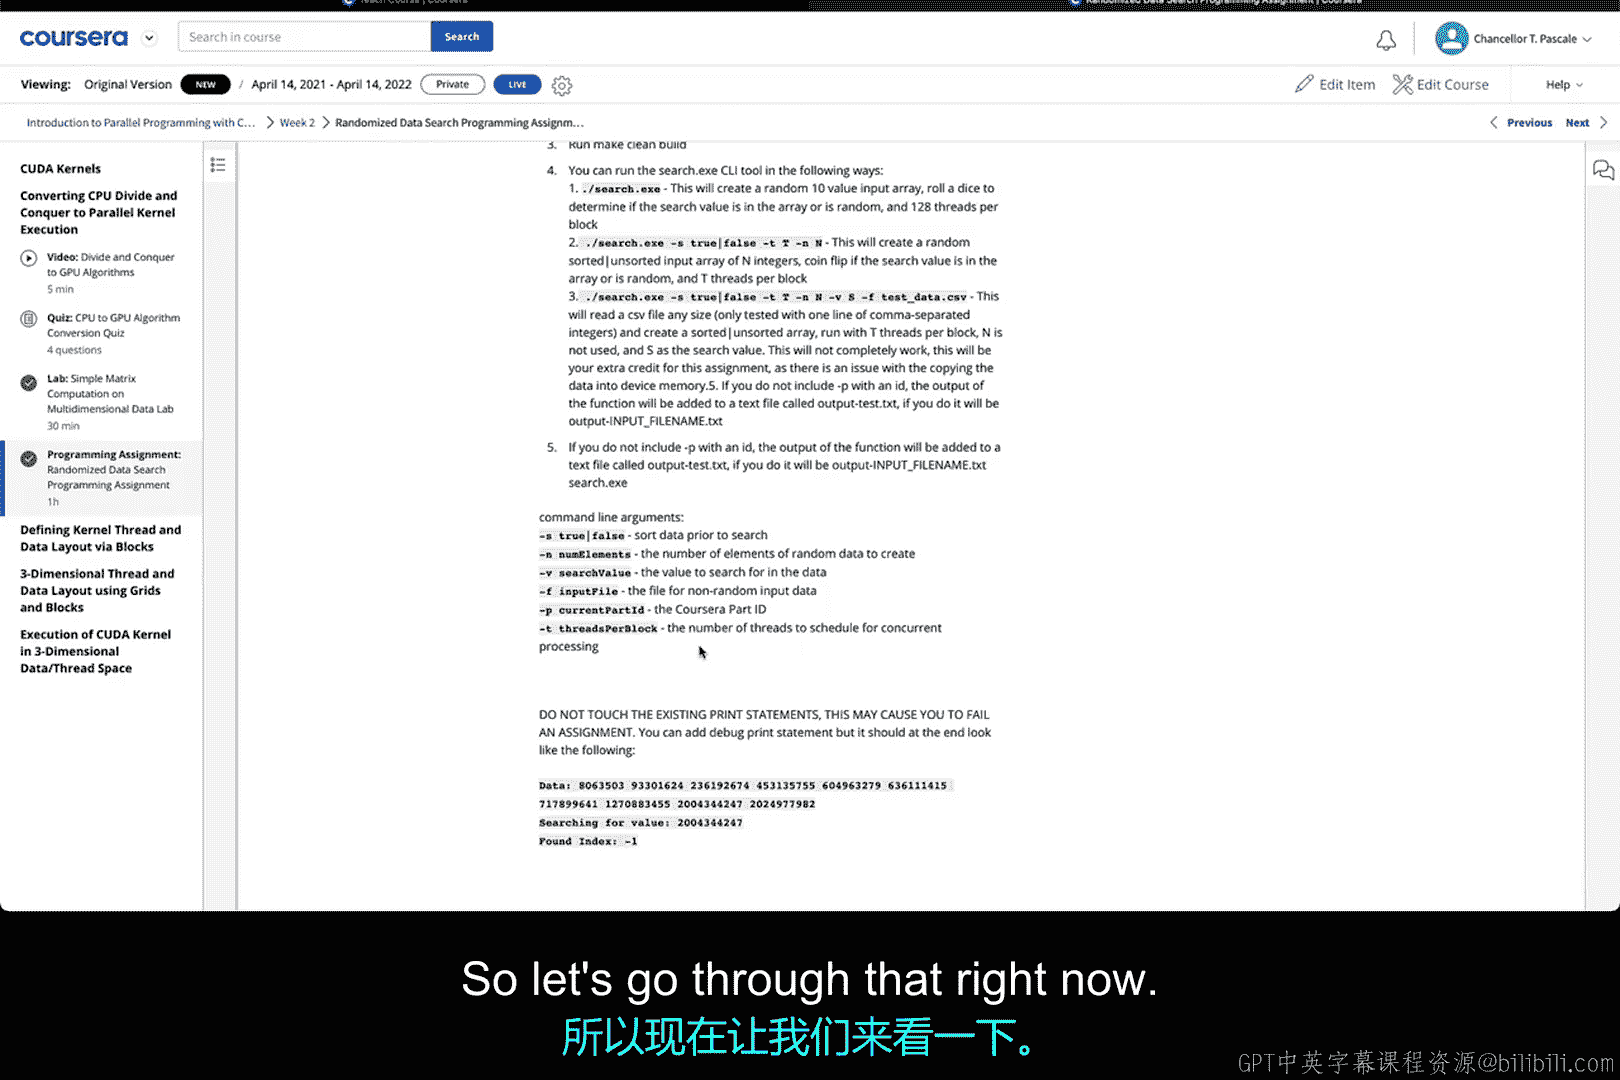 coursera
Search in course
Search
Chancellor T. Pascale
Viewing: Original Version NEW / April 14, 2021 - April 14, 2022 Private LIVE
Edit Item
Edit Course
Help
Introduction to Parallel Programming with C... > Week 2 > Randomized Data Search Programming Assignm...
Previous
Next
CUDA Kernels
Converting CPU Divide and
Conquer to Parallel Kernel
Execution
Video: Divide and Conquer
to GPU Algorithms
5 min
Quiz: CPU to GPU Algorithm
Conversion Quiz
4 questions
Lab: Simple Matrix
Computation on
Multidimensional Data Lab
30 min
Programming Assignment:
Randomized Data Search
Programming Assignment
1h
Defining Kernel Thread and
Data Layout via Blocks
3-Dimensional Thread and
Data Layout using Grids
and Blocks
Execution of CUDA Kernel
in 3-Dimensional
Data/Thread Space
3. Run make clean build
4. You can run the search.exe CLI tool in the following ways:
1. ./search.exe - This will create a random 10 value input array, roll a dice to
determine if the search value is in the array or is random, and 128 threads per
block
2. ./search.exe -s true|false -t T -n N - This will create a random
sorted|unsorted input array of N integers, coin flip if the search value is in the
array or is random, and T threads per block
3. ./search.exe -s true|false -t T -n N -v S -f test_data.csv - This
will read a csv file any size (only tested with one line of comma-separated
integers) and create a sorted|unsorted array, run with T threads per block, N is
not used, and S as the search value. This will not completely work, this will be
your extra credit for this assignment, as there is an issue with the copying the
data into device memory.5. If you do not include -p with an id, the output of
the function will be added to a text file called output-test.txt, if you do it will be
output-INPUT_FILENAME.txt
5. If you do not include -p with an id, the output of the function will be added to a
text file called output-test.txt, if you do it will be output-INPUT_FILENAME.txt
search.exe
command line arguments:
-s true|false - sort data prior to search
-n numElements - the number of elements of random data to create
-v searchValue - the value to search for in the data
-f inputFile - the file for non-random input data
-p currentPartId - the Coursera Part ID
-t threadsPerBlock - the number of threads to schedule for concurrent
processing
DO NOT TOUCH THE EXISTING PRINT STATEMENTS, THIS MAY CAUSE YOU TO FAIL
AN ASSIGNMENT. You can add debug print statement but it should at the end look
like the following:
Data: 8063503 93301624 236192674 453135755 604963279 636111415
717899641 1270883455 2004344247 2024977982
Searching for value: 2004344247
Found Index: -1
So let's go through that right now.
所以现在让我们来看一下。
GPT中英字幕课程资源@bilibili.com